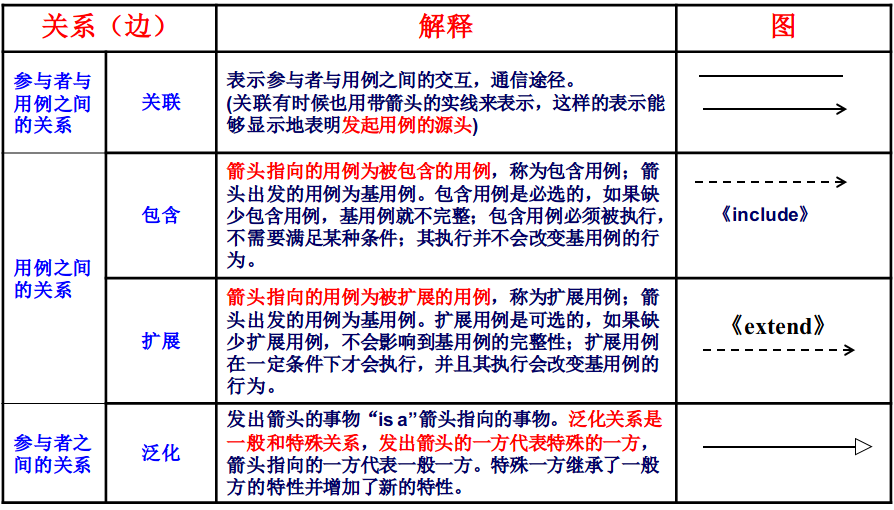 关系（边）
解释
图
参与者与
用例之间
的关系
关联
表示参与者与用例之间的交互，通信途径。
(关联有时候也用带箭头的实线来表示，这样的表示能
够显示地表明发起用例的源头)
用例之间
的关系
包含
箭头指向的用例为被包含的用例，称为包含用例；箭
头出发的用例为基用例。包含用例是必选的，如果缺
少包含用例，基用例就不完整；包含用例必须被执行，
不需要满足某种条件；其执行并不会改变基用例的行
为。
《include》
扩展
箭头指向的用例为被扩展的用例，称为扩展用例；箭
头出发的用例为基用例。扩展用例是可选的，如果缺
少扩展用例，不会影响到基用例的完整性；扩展用例
在一定条件下才会执行，并且其执行会改变基用例的
行为。
《extend》
参与者之
间的关系
泛化
发出箭头的事物“is a”箭头指向的事物。泛化关系是
一般和特殊关系，发出箭头的一方代表特殊的一方，
箭头指向的一方代表一般一方。特殊一方继承了一般
方的特性并增加了新的特性。